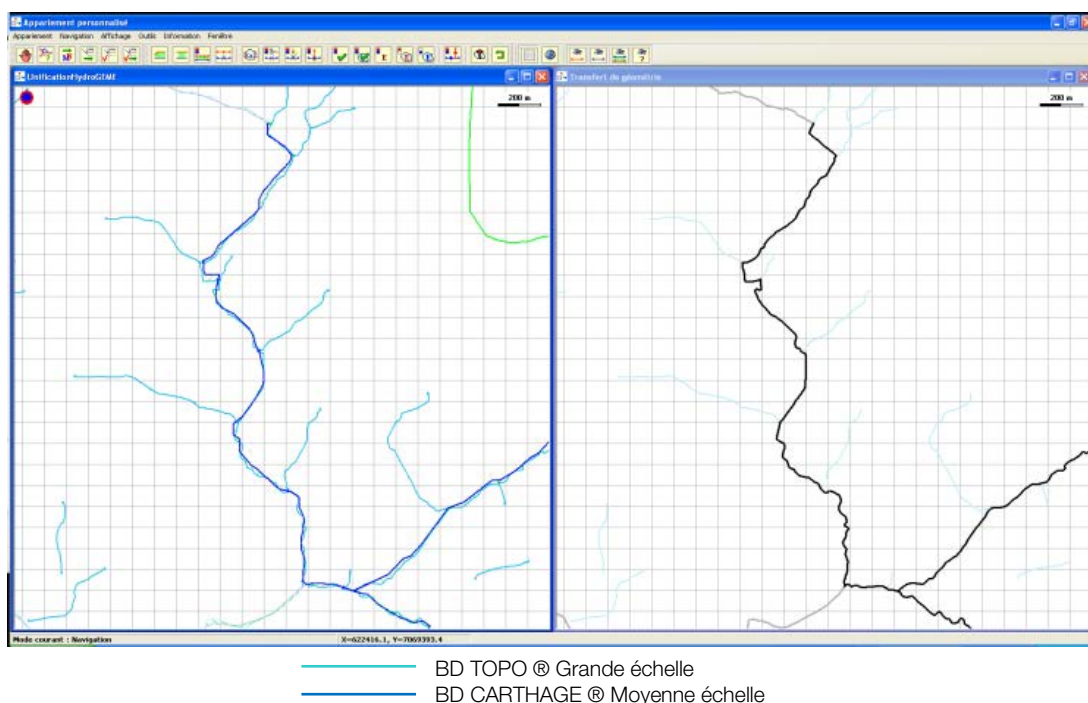 Appariement personnalisé
Appariement Navigation Affichage Outils Information Fenêtre
UnificationHydroGEME
Transfert de géométrie
200 m
200 m
Mode courant : Navigation
X=622416.1, Y=7069393.4
BD TOPO ® Grande échelle
BD CARTHAGE ® Moyenne échelle